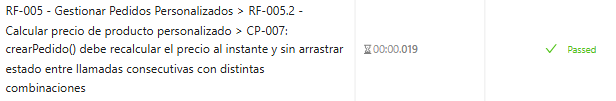 RF-005 - Gestionar Pedidos Personalizados > RF-005.2 -
Calcular precio de producto personalizado > CP-007:
crearPedido() debe recalcular el precio al instante y sin arrastrar
estado entre llamadas consecutivas con distintas
combinaciones
00:00.019
Passed